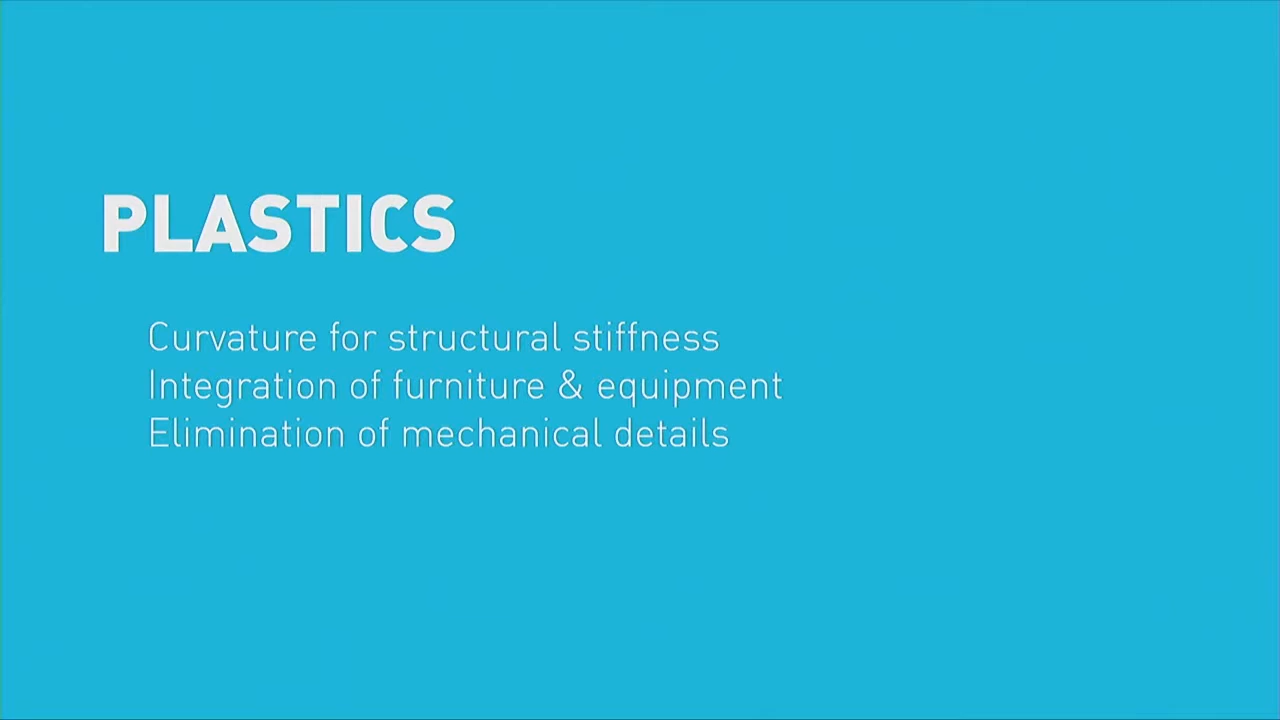 PLASTICS
Curvature for structural stiffness
Integration of furniture & equipment
Elimination of mechanical details